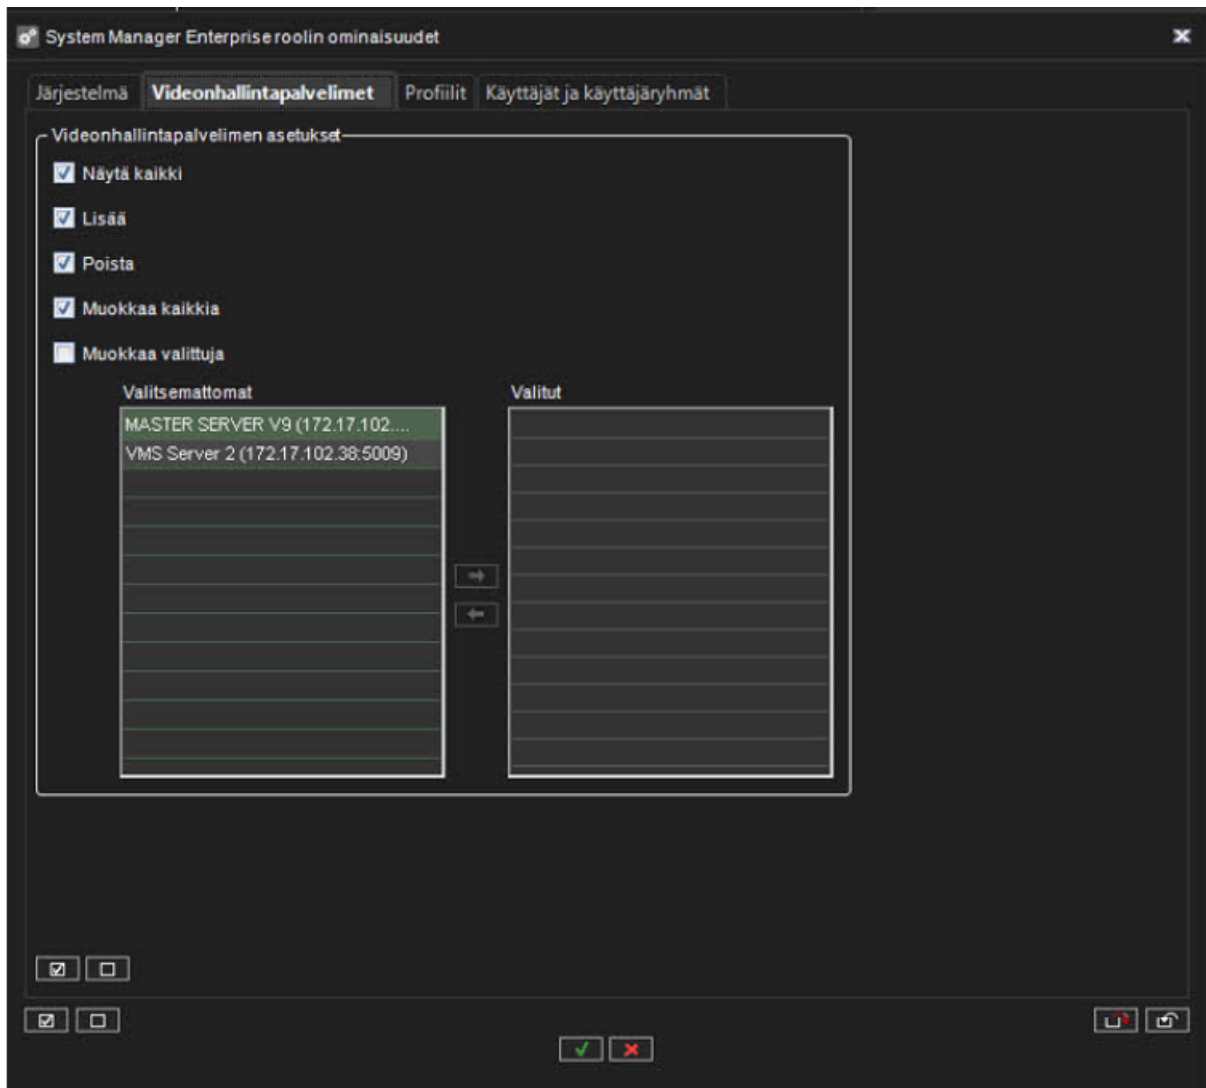 System Manager Enterprise roolin ominaisuudet
Järjestelmä Videonhallintapalvelimet Profiilit Käyttäjät ja käyttäjäryhmät
Videonhallintapalvelimen asetukset
Näytä kaikki
Lisää
Poista
Muokkaa kaikkia
Muokkaa valittuja
Valitsemattomat Valitut
MASTER SERVER V9 (172.17.102....
VMS Server 2 (172.17.102.38:5009)